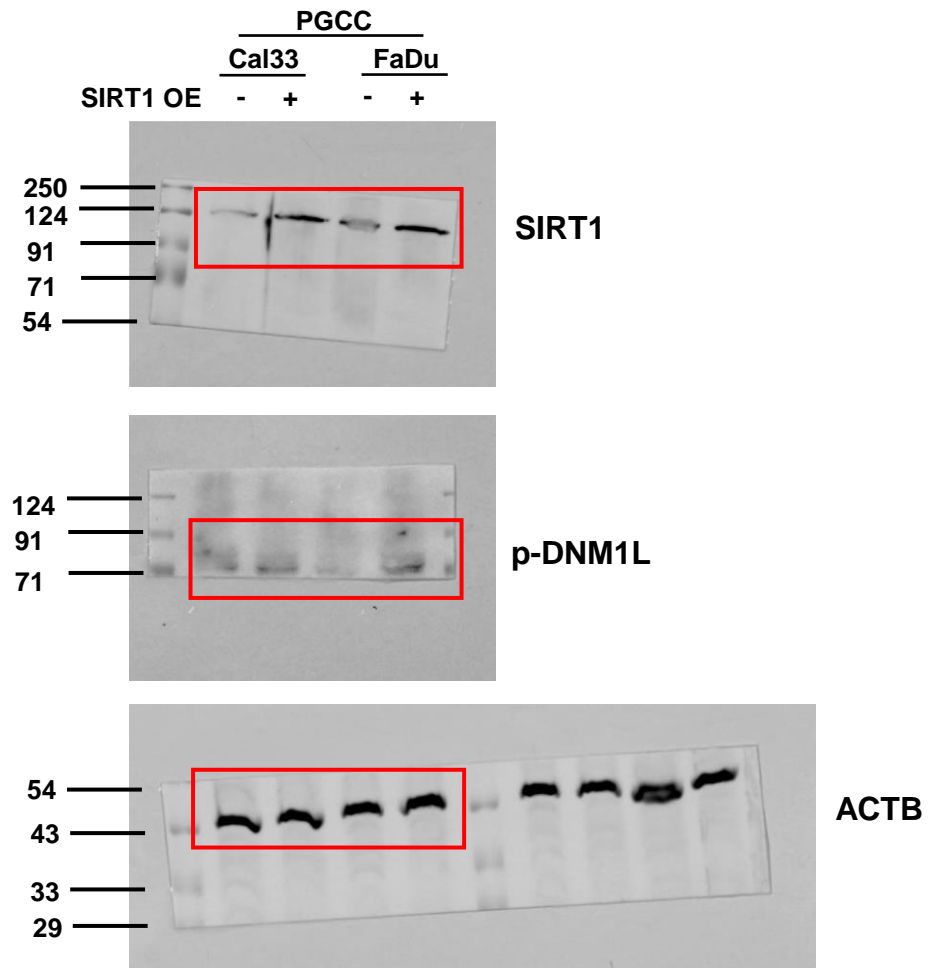 PGCC
Cal33 FaDu
SIRT1 OE - + - +
250
124
91
71
54
SIRT1
124
91
71
p-DNM1L
54
43
33
29
ACTB